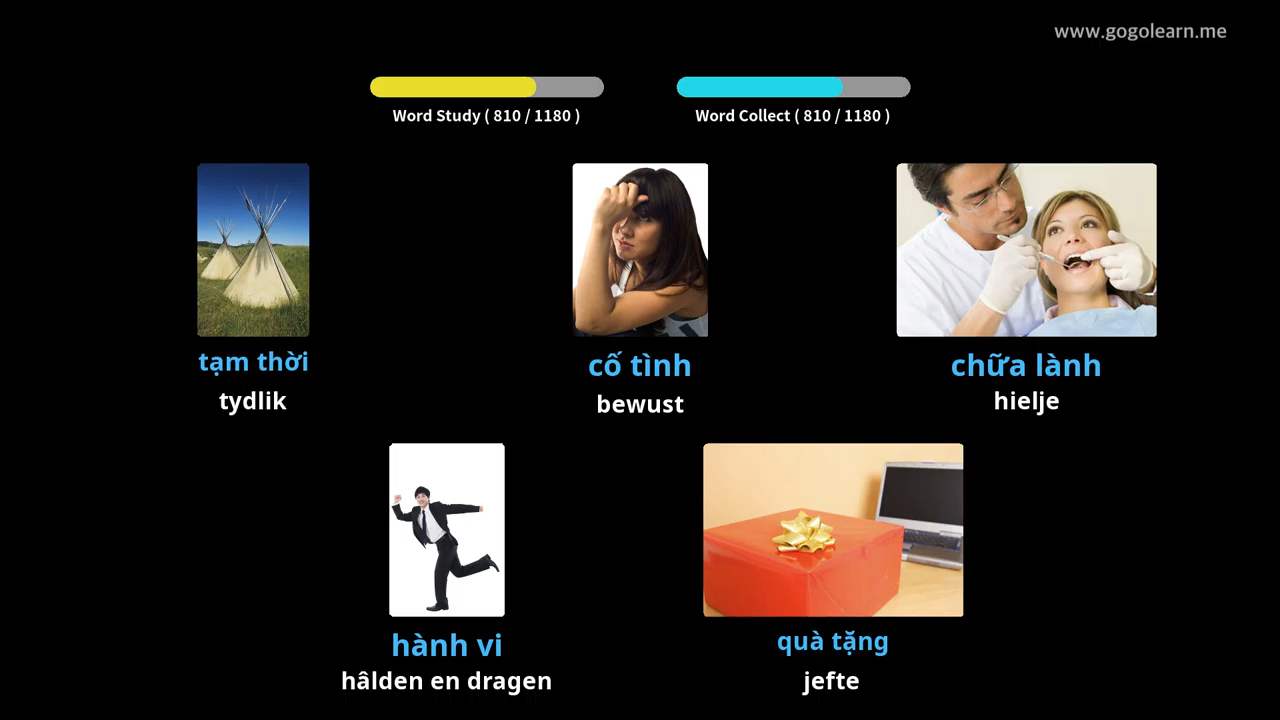 www.gogolearn.me
Word Study ( 810 / 1180 )
Word Collect ( 810 / 1180 )
tạm thời
tydlik
cố tình
bewust
chữa lành
hielje
hành vi
hâlden en dragen
quà tặng
jefte